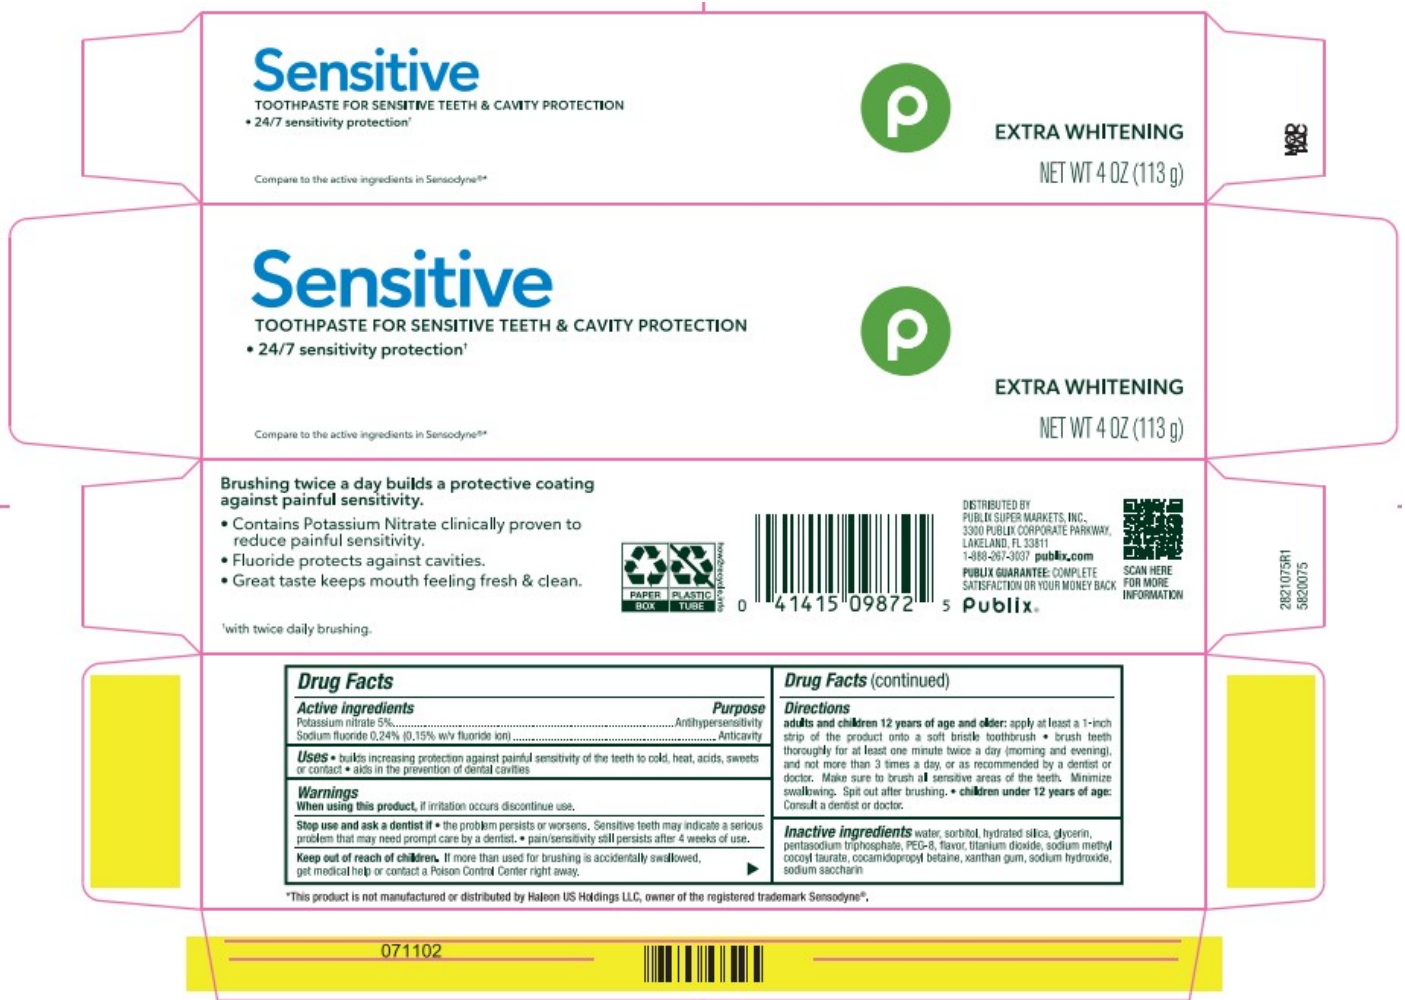 Sensitive
TOOTHPASTE FOR SENSITIVE TEETH & CAVITY PROTECTION
• 24/7 sensitivity protection†
Compare to the active ingredients in Sensodyne®*
P
EXTRA WHITENING
NET WT 4 OZ (113 g)
Sensitive
TOOTHPASTE FOR SENSITIVE TEETH & CAVITY PROTECTION
• 24/7 sensitivity protection†
Compare to the active ingredients in Sensodyne®*
P
EXTRA WHITENING
NET WT 4 OZ (113 g)
Brushing twice a day builds a protective coating
against painful sensitivity.
• Contains Potassium Nitrate clinically proven to
reduce painful sensitivity.
• Fluoride protects against cavities.
• Great taste keeps mouth feeling fresh & clean.
†with twice daily brushing.
PAPER
BOX
PLASTIC
TUBE
how2recycle.info
0 41415 09872 5
DISTRIBUTED BY
PUBLIX SUPER MARKETS, INC.,
3300 PUBLIX CORPORATE PARKWAY,
LAKELAND, FL 33811
1-888-267-3037 publix.com
PUBLIX GUARANTEE: COMPLETE
SATISFACTION OR YOUR MONEY BACK
Publix®
SCAN HERE
FOR MORE
INFORMATION
2821075R1
5820075
Drug Facts
Active ingredients Purpose
Potassium nitrate 5%........Antihypersensitivity
Sodium fluoride 0.24% (0.15% w/v fluoride ion)........Anticavity
Uses • builds increasing protection against painful sensitivity of the teeth to cold, heat, acids, sweets
or contact • aids in the prevention of dental cavities
Warnings
When using this product, if irritation occurs discontinue use.
Stop use and ask a dentist if • the problem persists or worsens. Sensitive teeth may indicate a serious
problem that may need prompt care by a dentist. • pain/sensitivity still persists after 4 weeks of use.
Keep out of reach of children. If more than used for brushing is accidentally swallowed,
get medical help or contact a Poison Control Center right away.
Drug Facts (continued)
Directions
adults and children 12 years of age and older: apply at least a 1-inch
strip of the product onto a soft bristle toothbrush • brush teeth
thoroughly for at least one minute twice a day (morning and evening),
and not more than 3 times a day, or as recommended by a dentist or
doctor. Make sure to brush all sensitive areas of the teeth. Minimize
swallowing. Spit out after brushing. • children under 12 years of age:
Consult a dentist or doctor.
Inactive ingredients water, sorbitol, hydrated silica, glycerin,
pentasodium triphosphate, PEG-8, flavor, titanium dioxide, sodium methyl
cocoyl taurate, cocamidopropyl betaine, xanthan gum, sodium hydroxide,
sodium saccharin
*This product is not manufactured or distributed by Haleon US Holdings LLC, owner of the registered trademark Sensodyne®.
071102